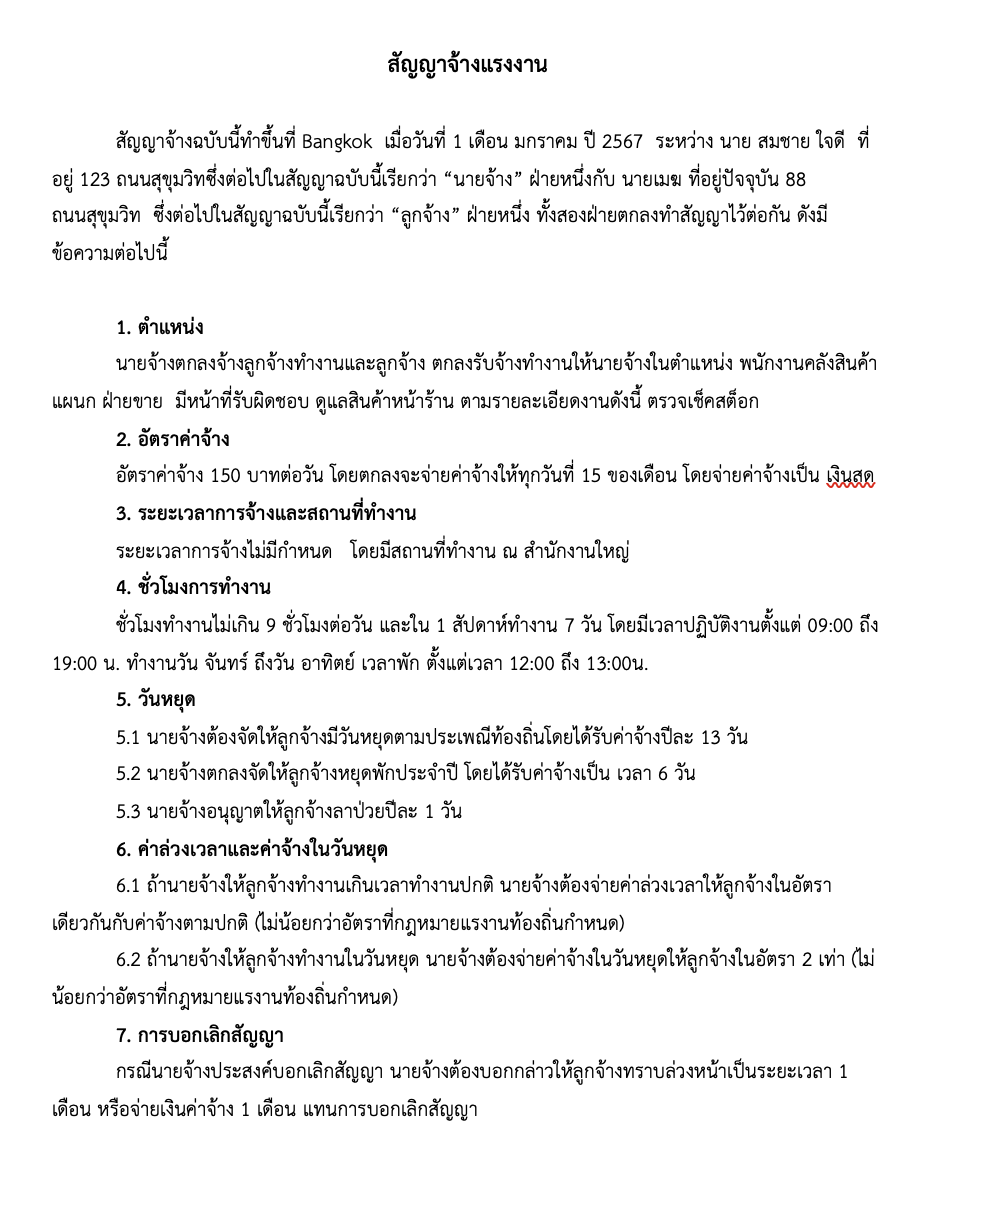 สัญญาจ้างแรงงาน
สัญญาจ้างฉบับนี้ทำขึ้นที่ Bangkok เมื่อวันที่ 1 เดือน มกราคม ปี 2567 ระหว่าง นาย สมชาย ใจดี ที่
อยู่ 123 ถนนสุขุมวิทซึ่งต่อไปในสัญญาฉบับนี้เรียกว่า “นายจ้าง” ฝ่ายหนึ่งกับ นายเมฆ ที่อยู่ปัจจุบัน 88
ถนนสุขุมวิท ซึ่งต่อไปในสัญญาฉบับนี้เรียกว่า “ลูกจ้าง” ฝ่ายหนึ่ง ทั้งสองฝ่ายตกลงทำสัญญาไว้ต่อกัน ดังมี
ข้อความต่อไปนี้
1. ตำแหน่ง
นายจ้างตกลงจ้างลูกจ้างทำงานและลูกจ้าง ตกลงรับจ้างทำงานให้นายจ้างในตำแหน่ง พนักงานคลังสินค้า
แผนก ฝ่ายขาย มีหน้าที่รับผิดชอบ ดูแลสินค้าหน้าร้าน ตามรายละเอียดงานดังนี้ ตรวจเช็คสต็อก
2. อัตราค่าจ้าง
อัตราค่าจ้าง 150 บาทต่อวัน โดยตกลงจะจ่ายค่าจ้างให้ทุกวันที่ 15 ของเดือน โดยจ่ายค่าจ้างเป็น เงินสด
3. ระยะเวลาการจ้างและสถานที่ทำงาน
ระยะเวลาการจ้างไม่มีกำหนด โดยมีสถานที่ทำงาน ณ สำนักงานใหญ่
4. ชั่วโมงการทำงาน
ชั่วโมงทำงานไม่เกิน 9 ชั่วโมงต่อวัน และใน 1 สัปดาห์ทำงาน 7 วัน โดยมีเวลาปฏิบัติงานตั้งแต่ 09:00 ถึง
19:00 น. ทำงานวัน จันทร์ ถึงวัน อาทิตย์ เวลาพัก ตั้งแต่เวลา 12:00 ถึง 13:00น.
5. วันหยุด
5.1 นายจ้างต้องจัดให้ลูกจ้างมีวันหยุดตามประเพณีท้องถิ่นโดยได้รับค่าจ้างปีละ 13 วัน
5.2 นายจ้างตกลงจัดให้ลูกจ้างหยุดพักประจำปี โดยได้รับค่าจ้างเป็น เวลา 6 วัน
5.3 นายจ้างอนุญาตให้ลูกจ้างลาป่วยปีละ 1 วัน
6. ค่าล่วงเวลาและค่าจ้างในวันหยุด
6.1 ถ้านายจ้างให้ลูกจ้างทำงานเกินเวลาทำงานปกติ นายจ้างต้องจ่ายค่าล่วงเวลาให้ลูกจ้างในอัตรา
เดียวกันกับค่าจ้างตามปกติ (ไม่น้อยกว่าอัตราที่กฎหมายแรงงานท้องถิ่นกำหนด)
6.2 ถ้านายจ้างให้ลูกจ้างทำงานในวันหยุด นายจ้างต้องจ่ายค่าจ้างในวันหยุดให้ลูกจ้างในอัตรา 2 เท่า (ไม่
น้อยกว่าอัตราที่กฎหมายแรงงานท้องถิ่นกำหนด)
7. การบอกเลิกสัญญา
กรณีนายจ้างประสงค์บอกเลิกสัญญา นายจ้างต้องบอกกล่าวให้ลูกจ้างทราบล่วงหน้าเป็นระยะเวลา 1
เดือน หรือจ่ายเงินค่าจ้าง 1 เดือน แทนการบอกเลิกสัญญา